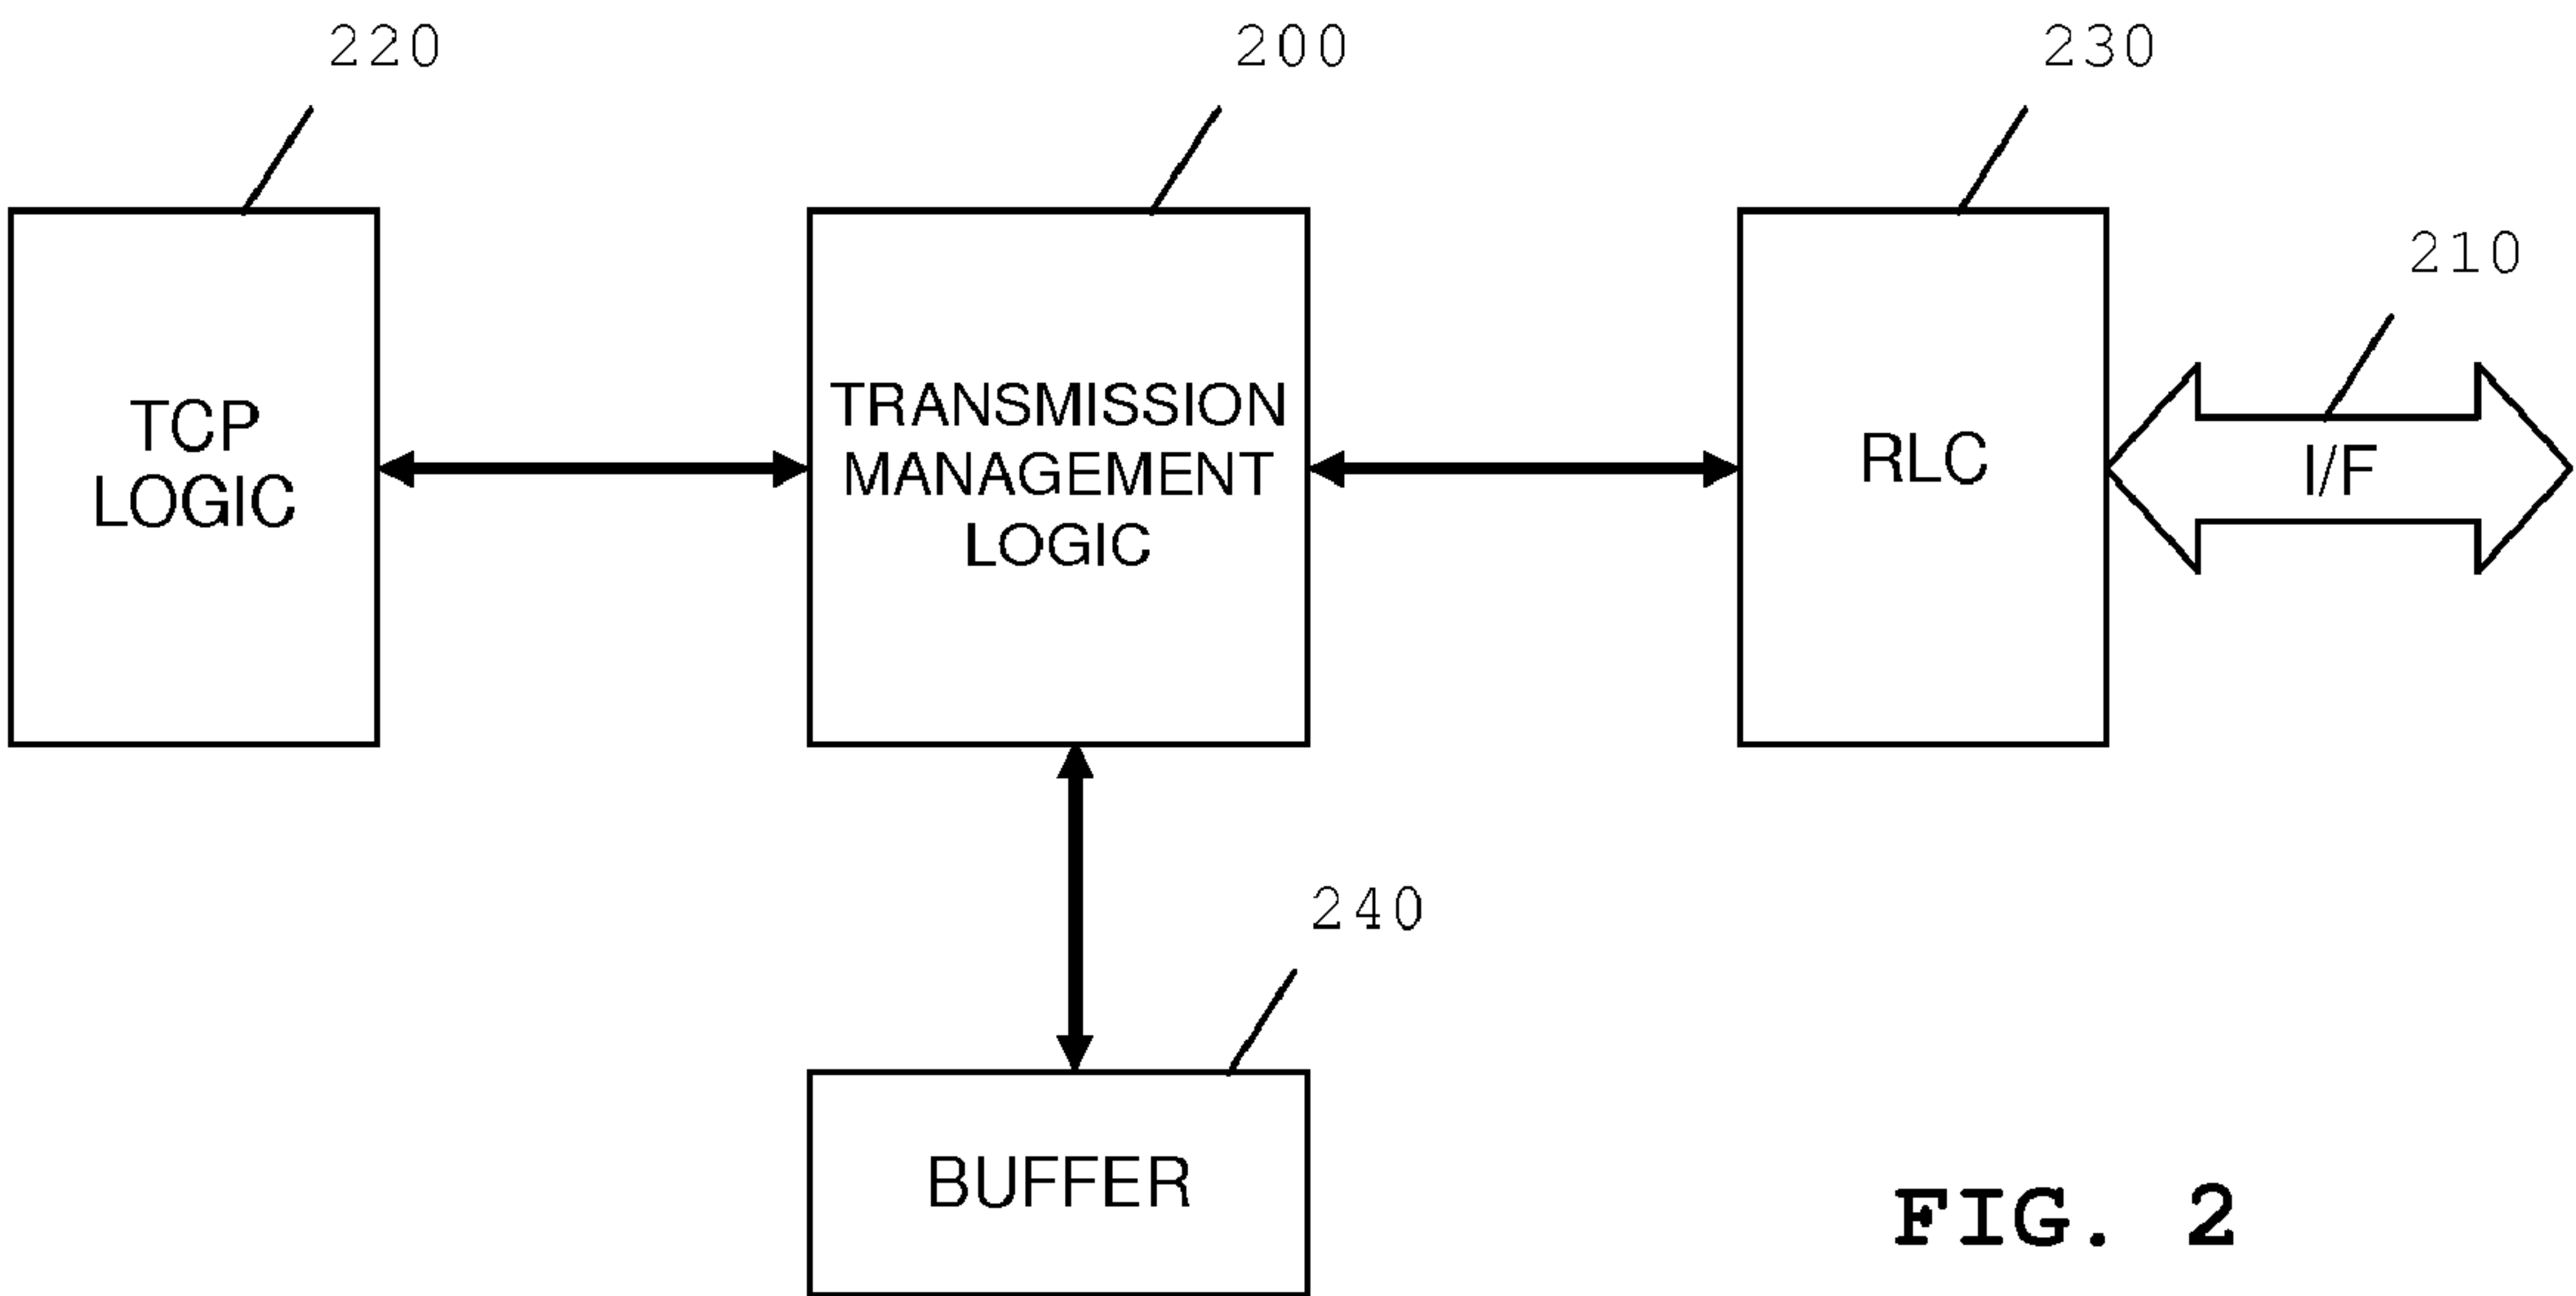 220
200
230
210
TCP
LOGIC
TRANSMISSION
MANAGEMENT
LOGIC
RLC
I/F
240
BUFFER
FIG. 2